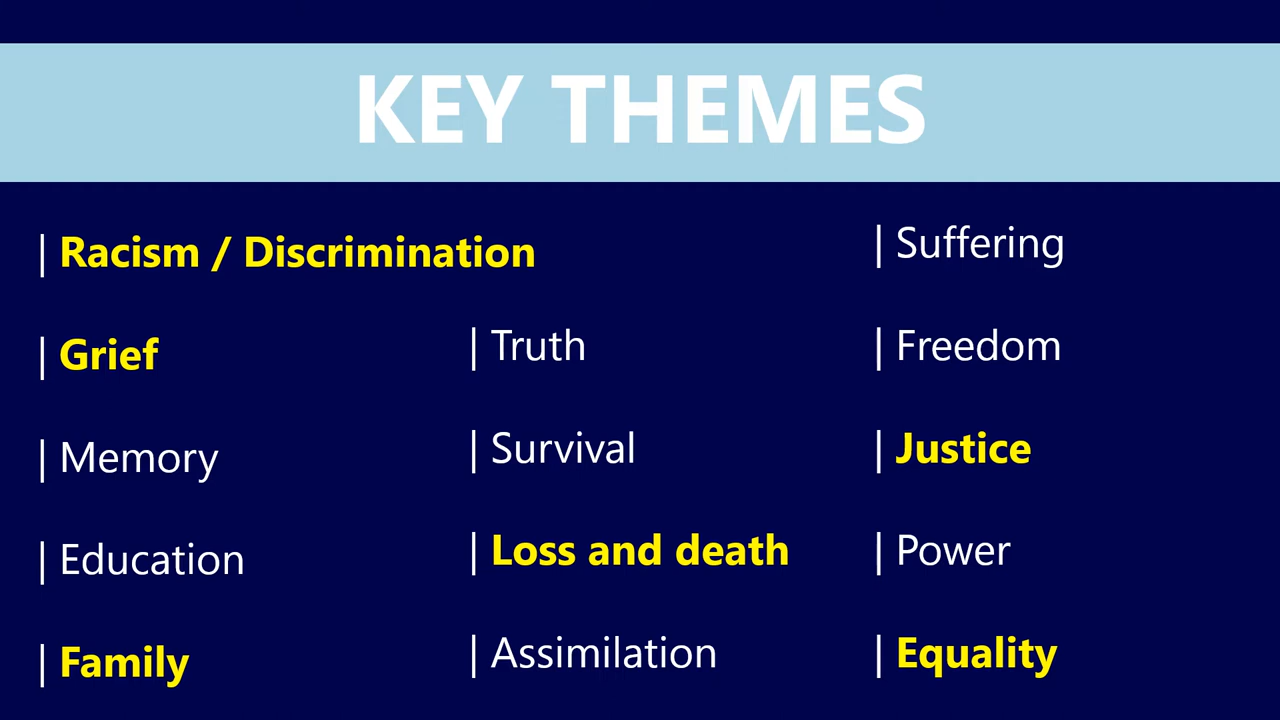 KEY THEMES
| Racism / Discrimination
| Grief
| Memory
| Education
| Family
| Truth
| Survival
| Loss and death
| Assimilation
| Suffering
| Freedom
| Justice
| Power
| Equality